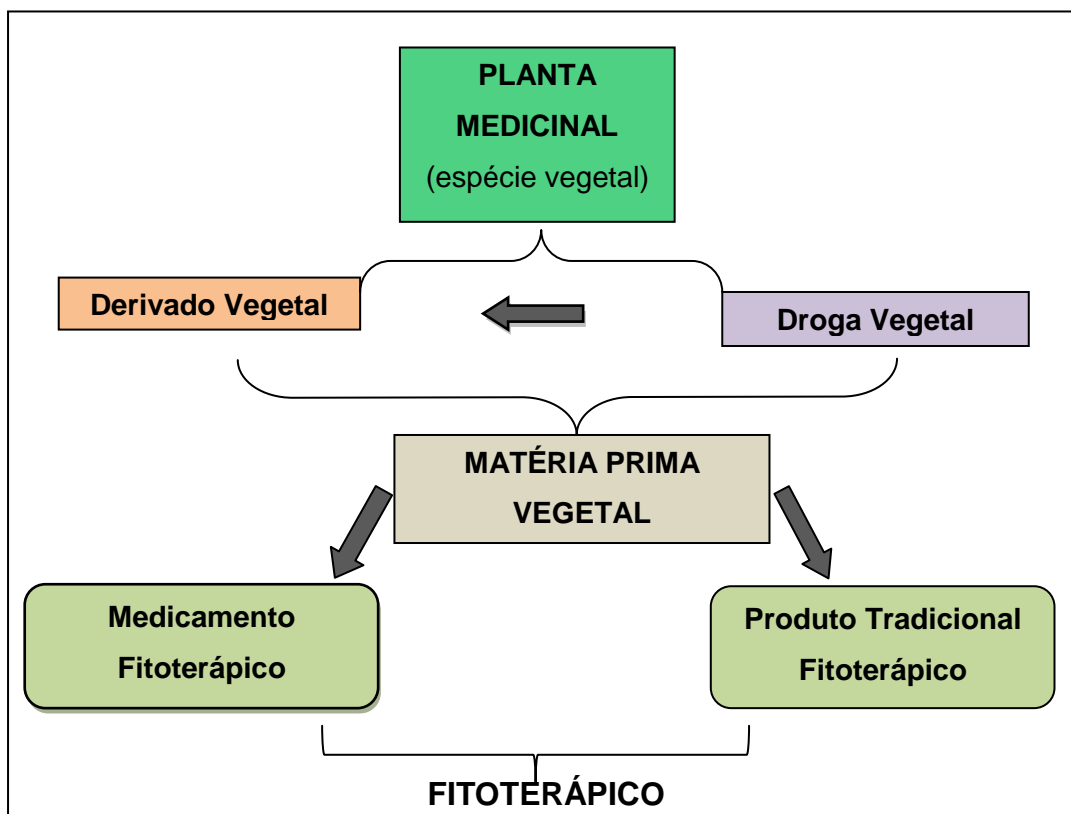 PLANTA
MEDICINAL
(espécie vegetal)
Derivado Vegetal
Droga Vegetal
MATÉRIA PRIMA
VEGETAL
Medicamento
Fitoterápico
Produto Tradicional
Fitoterápico
FITOTERÁPICO